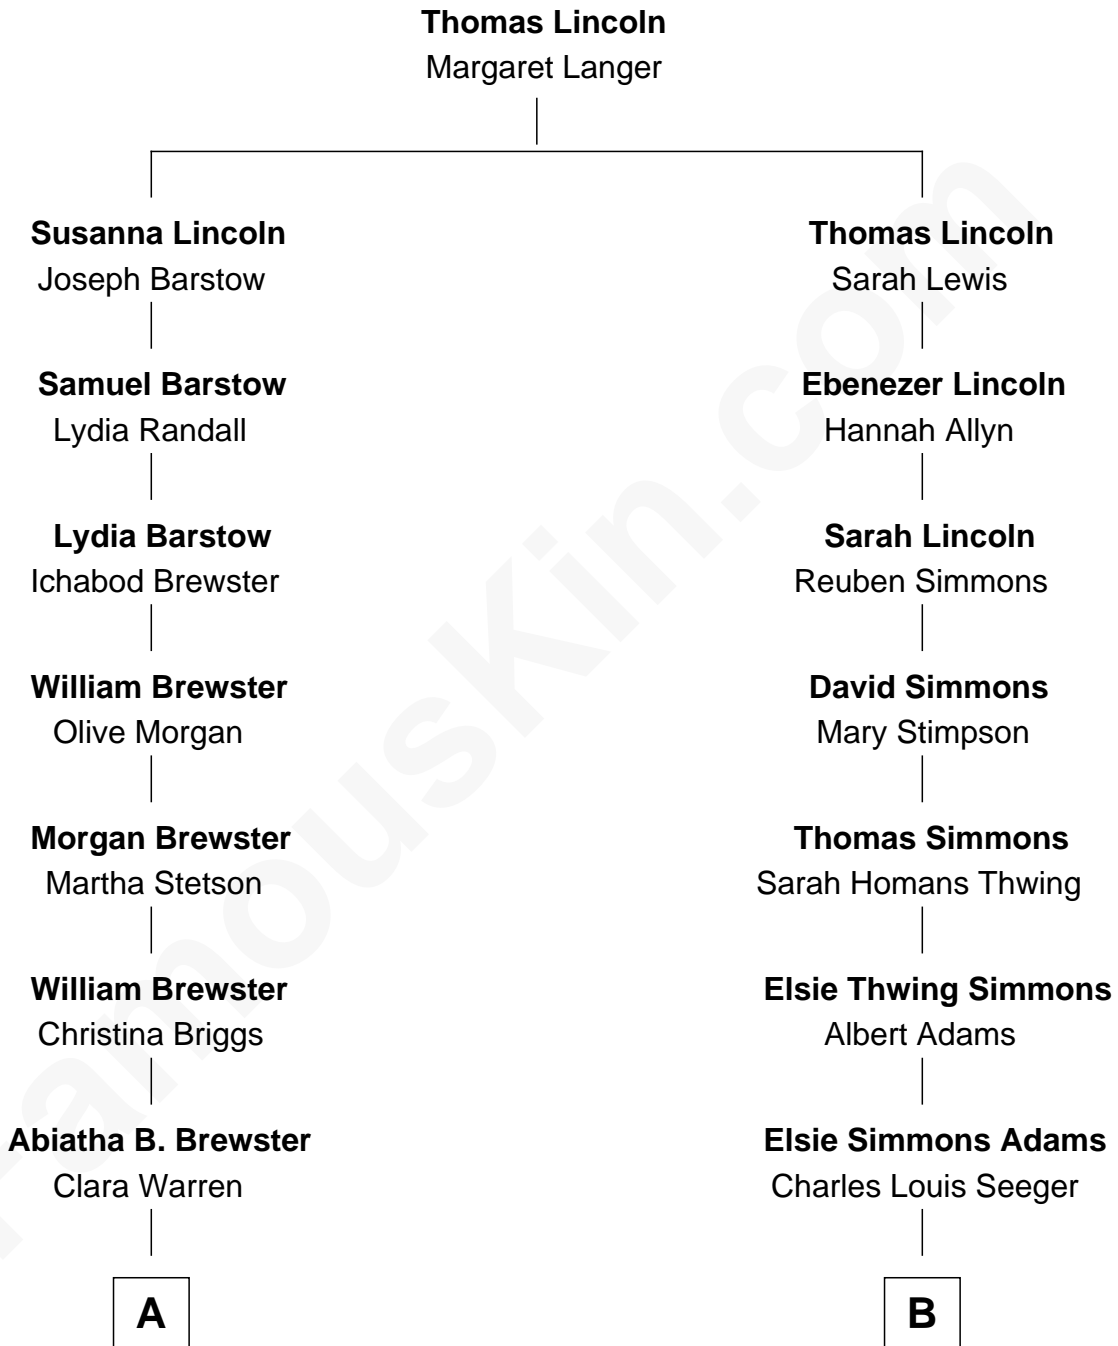 Thomas Lincoln
Margaret Langer
Susanna Lincoln
Joseph Barstow
Samuel Barstow
Lydia Randall
Lydia Barstow
Ichabod Brewster
William Brewster
Olive Morgan
Morgan Brewster
Martha Stetson
William Brewster
Christina Briggs
Abiatha B. Brewster
Clara Warren
A
Thomas Lincoln
Sarah Lewis
Ebenezer Lincoln
Hannah Allyn
Sarah Lincoln
Reuben Simmons
David Simmons
Mary Stimpson
Thomas Simmons
Sarah Homans Thwing
Elsie Thwing Simmons
Albert Adams
Elsie Simmons Adams
Charles Louis Seeger
B
FamousKin.com